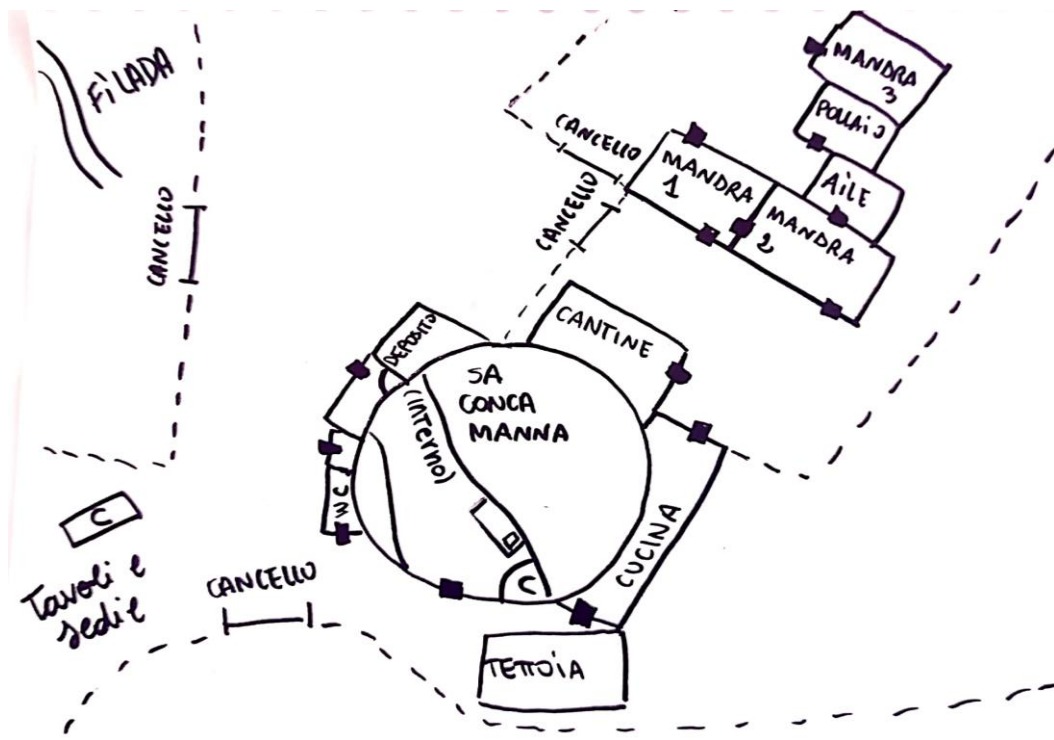 FiLADA
CANCELLO
CANCELLO
CANCELLO
MANDRA
3
POLLAiO
AiLE
MANDRA
1
MANDRA
2
CANTINE
DEPOSITO
SA
CONCA
MANNA
(INTERNO)
WC
C
CUCINA
C
Tavoli e
sedie
CANCELLO
TETTOiA